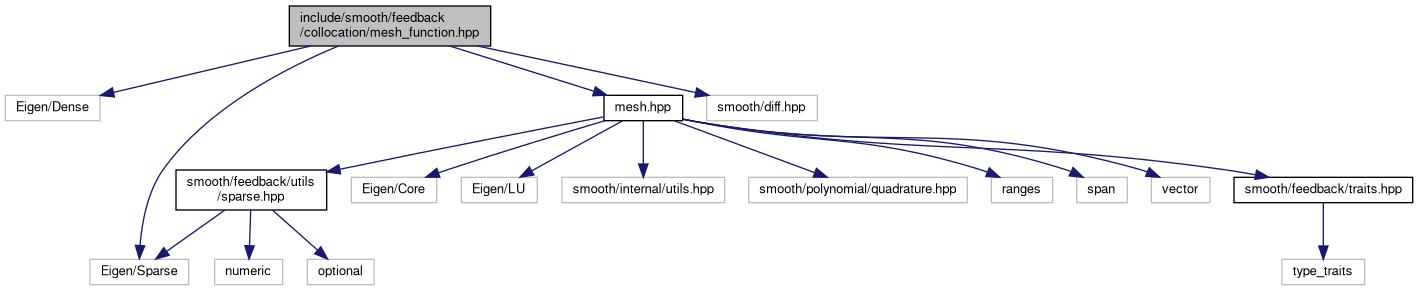 include/smooth/feedback
/collocation/mesh_function.hpp
Eigen/Dense
mesh.hpp
smooth/diff.hpp
smooth/feedback/utils
/sparse.hpp
Eigen/Core
Eigen/LU
smooth/internal/utils.hpp
smooth/polynomial/quadrature.hpp
ranges
span
vector
smooth/feedback/traits.hpp
Eigen/Sparse
numeric
optional
type_traits